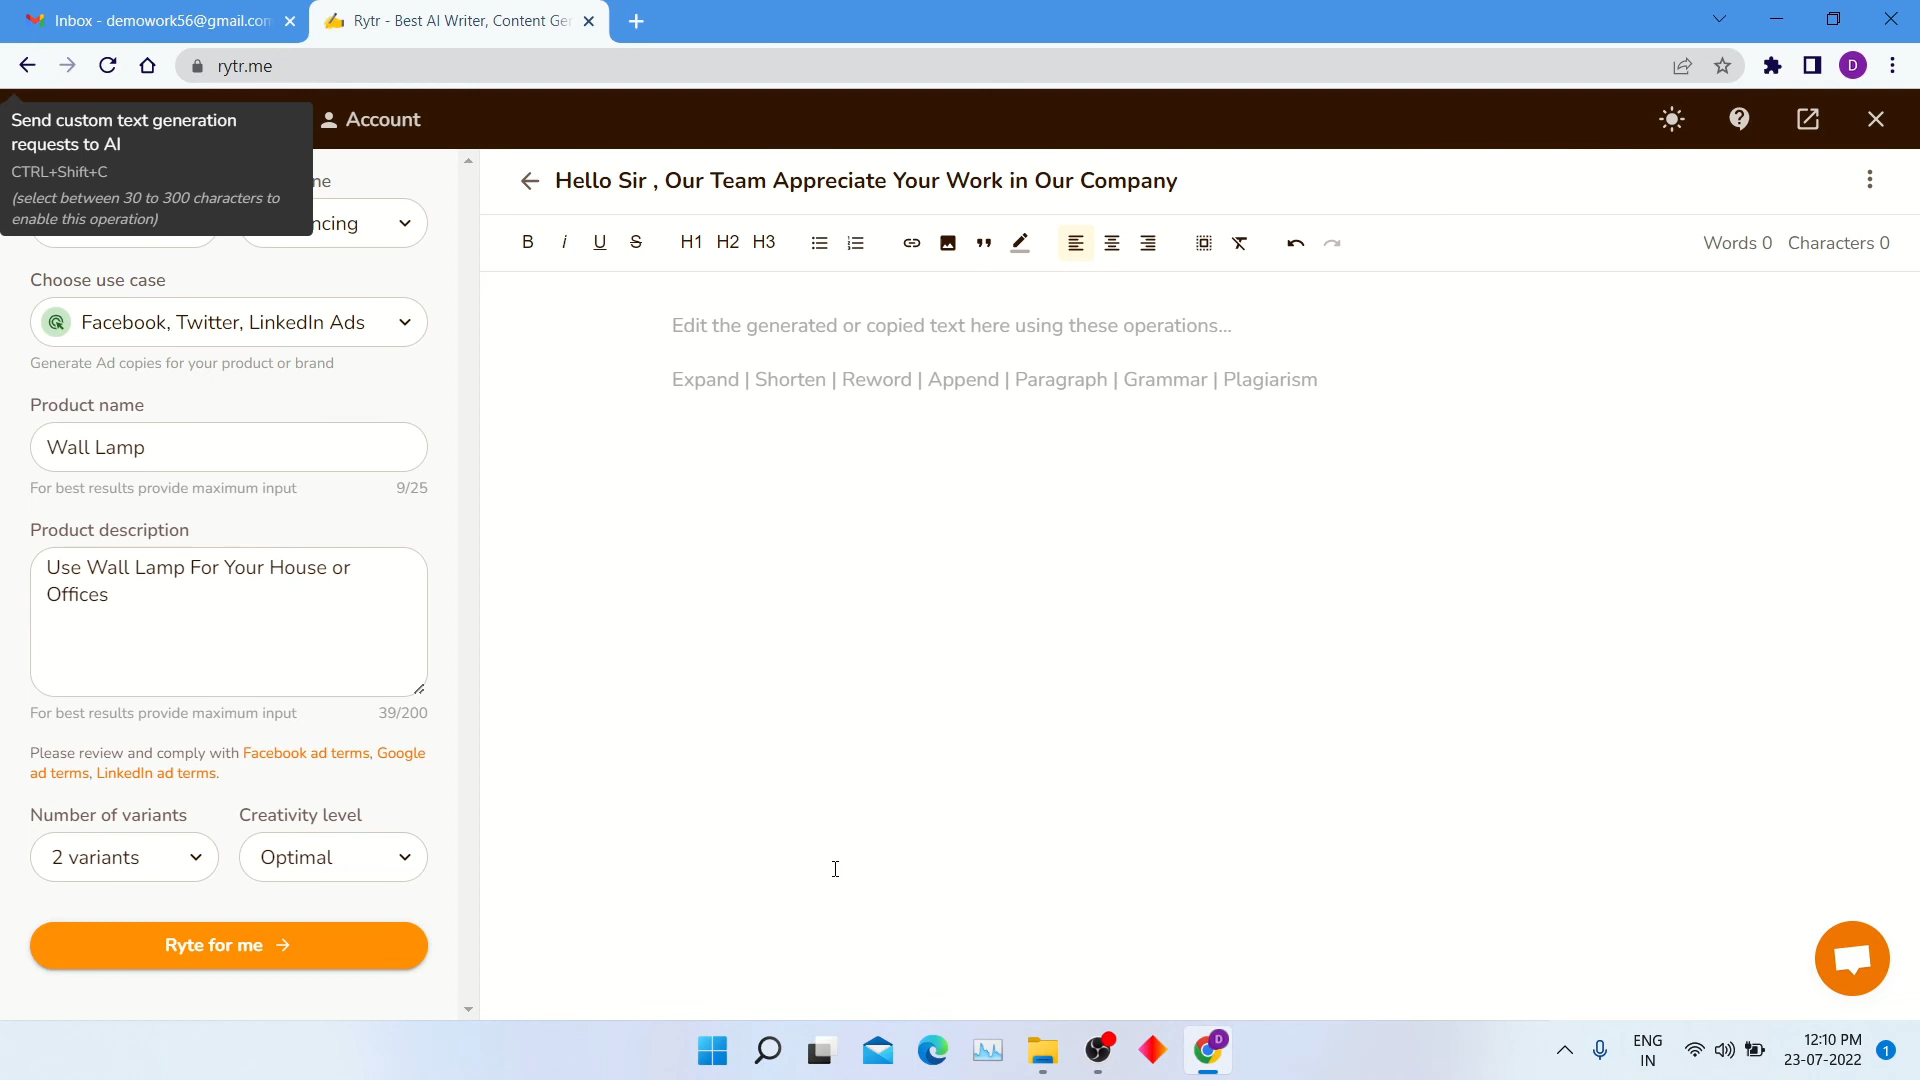 Inbox - demowork56@gmail.com
Rytr - Best AI Writer, Content Ger
rytr.me
D
Send custom text generation
requests to AI
CTRL+Shift+C
(select between 30 to 300 characters to
enable this operation)
Account
ne
ncing
Choose use case
Facebook, Twitter, LinkedIn Ads
Generate Ad copies for your product or brand
Product name
Wall Lamp
For best results provide maximum input 9/25
Product description
Use Wall Lamp For Your House or
Offices
For best results provide maximum input 39/200
Please review and comply with Facebook ad terms, Google
ad terms, LinkedIn ad terms.
Number of variants Creativity level
2 variants Optimal
Ryte for me →
Hello Sir , Our Team Appreciate Your Work in Our Company
B i U S H1 H2 H3
Words 0 Characters 0
Edit the generated or copied text here using these operations...
Expand | Shorten | Reword | Append | Paragraph | Grammar | Plagiarism
D
ENG
IN
12:10 PM
23-07-2022
1